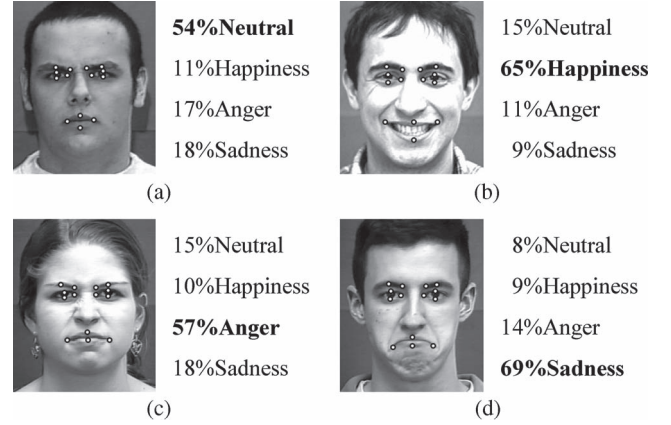 54%Neutral
11%Happiness
17%Anger
18%Sadness
(a)
15%Neutral
65%Happiness
11%Anger
9%Sadness
(b)
15%Neutral
10%Happiness
57%Anger
18%Sadness
(c)
8%Neutral
9%Happiness
14%Anger
69%Sadness
(d)